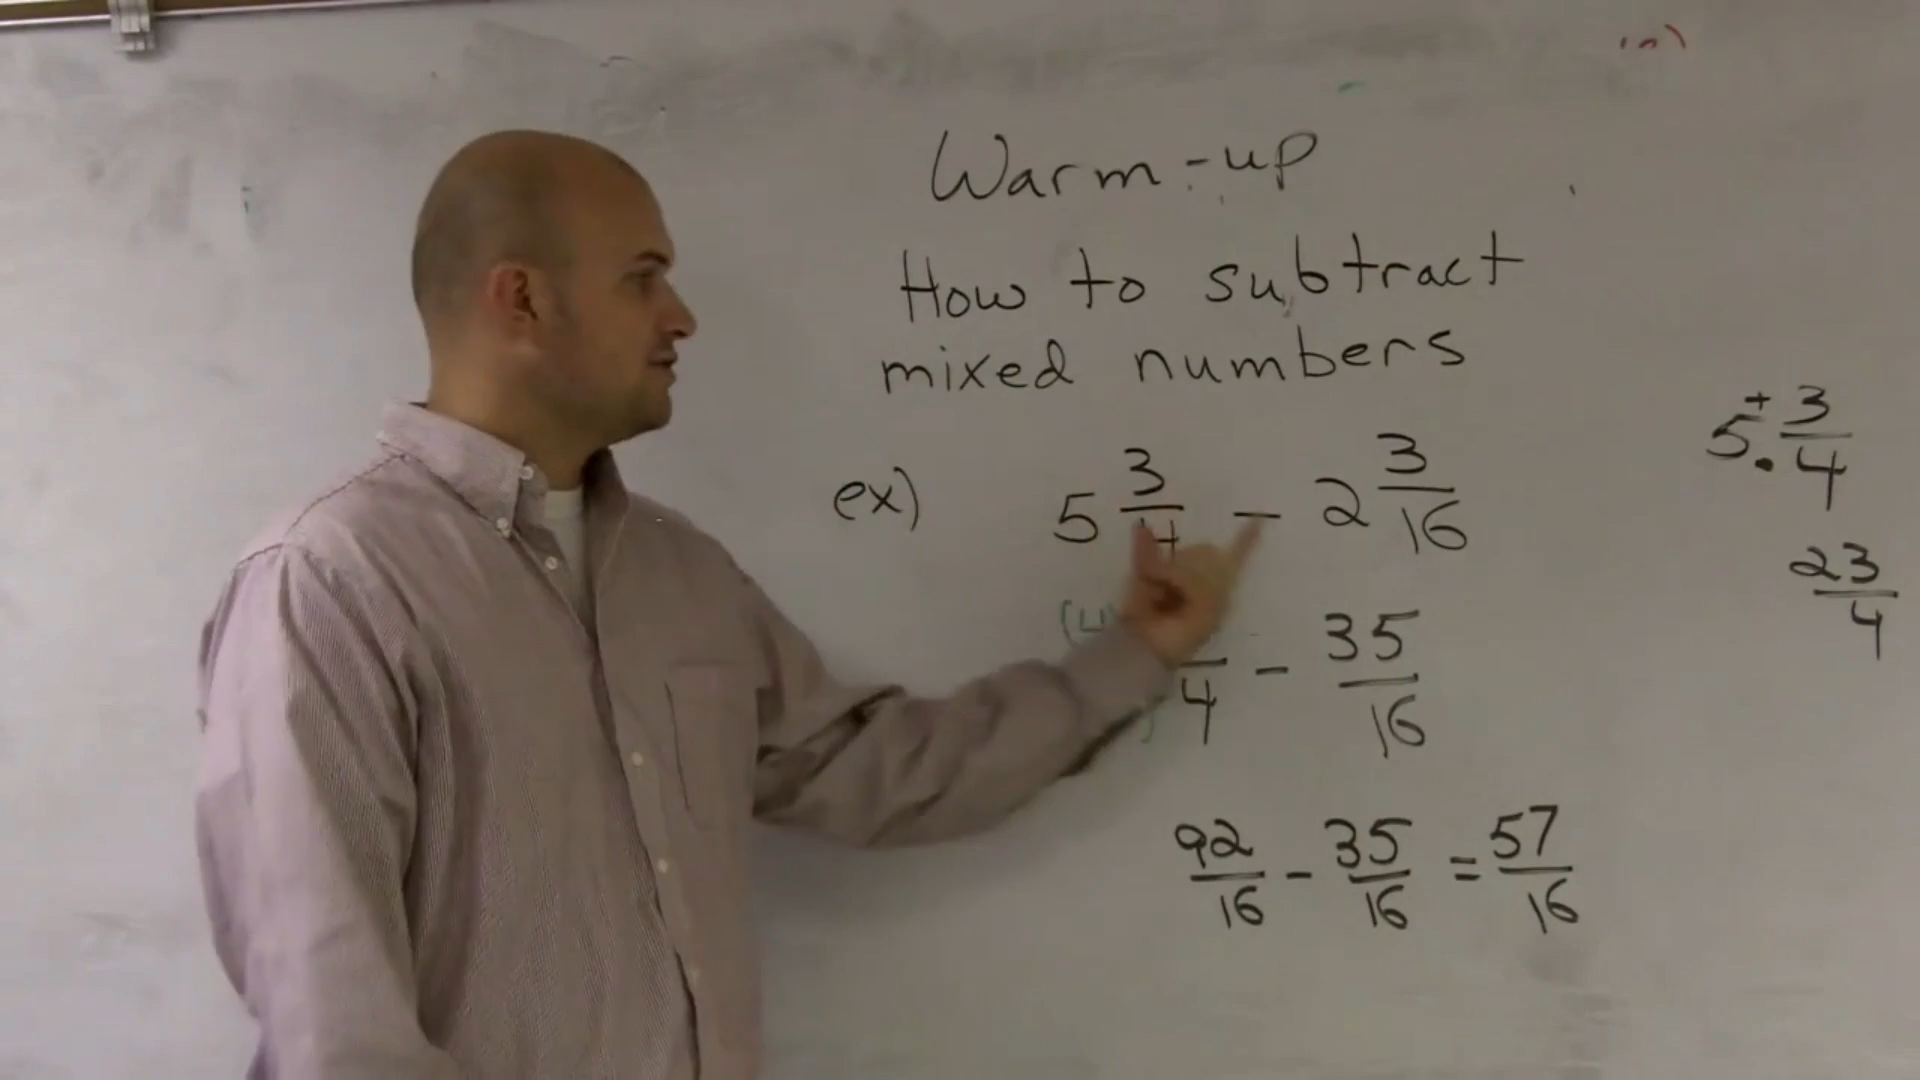 Warm-up
How to subtract
mixed numbers
ex) 5 3/4 - 2 3/16
(4
/4 - 35/16
92/16 - 35/16 = 57/16
5 . + 3/4
23/4